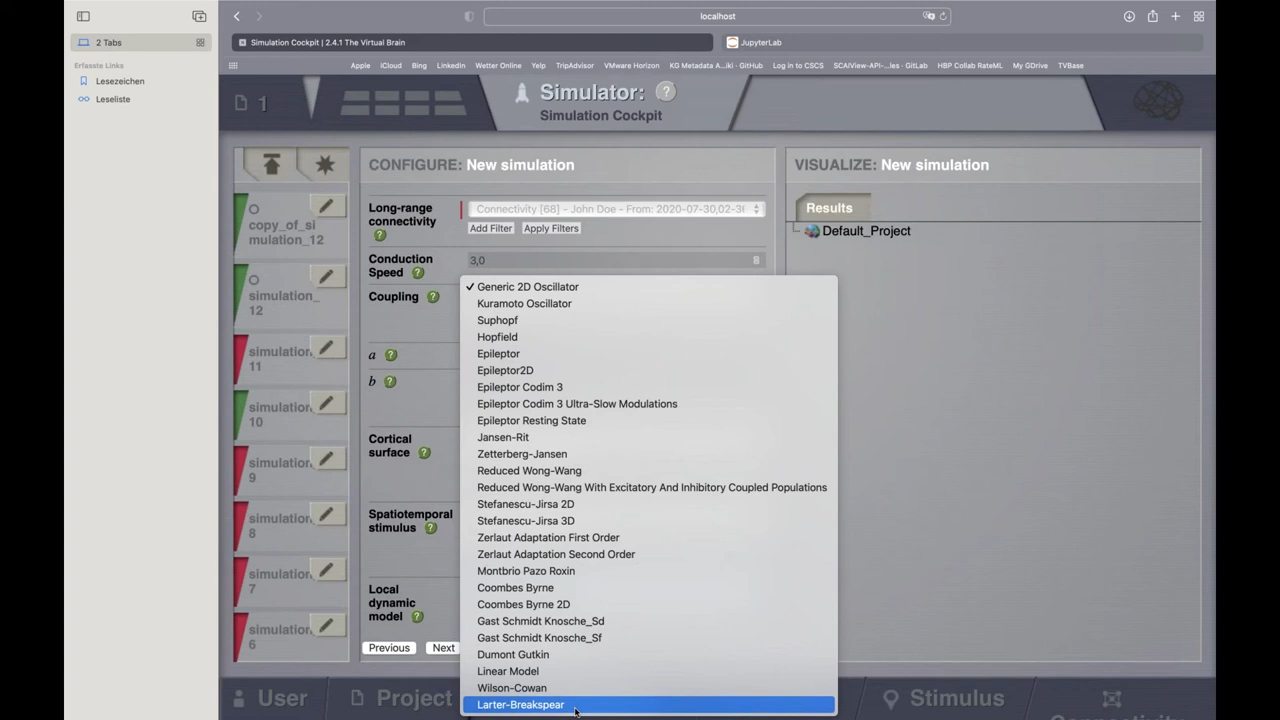 2 Tabs
Erfasste Links
Lesezeichen
Leseliste
localhost
Simulation Cockpit | 2.4.1 The Virtual Brain
JupyterLab
Apple iCloud Bing LinkedIn Wetter Online Yelp TripAdvisor VMware Horizon KG Metadata A...iki · GitHub Log in to CSCS SCAIView-API-...les · GitLab HBP Collab RateML My GDrive TVBase
1
Simulator: ?
Simulation Cockpit
CONFIGURE: New simulation
VISUALIZE: New simulation
copy_of_si
mulation_12
simulation_
12
simulation_
11
simulation_
10
simulation_
9
simulation_
8
simulation_
7
simulation_
6
Long-range
connectivity
?
Connectivity [68] - John Doe - From: 2020-07-30,02-36
Add Filter Apply Filters
Conduction
Speed ?
3,0
Coupling ?
a ?
b ?
Cortical
surface ?
Spatiotemporal
stimulus ?
Local
dynamic
model ?
Previous Next
✓ Generic 2D Oscillator
Kuramoto Oscillator
Suphopf
Hopfield
Epileptor
Epileptor2D
Epileptor Codim 3
Epileptor Codim 3 Ultra-Slow Modulations
Epileptor Resting State
Jansen-Rit
Zetterberg-Jansen
Reduced Wong-Wang
Reduced Wong-Wang With Excitatory And Inhibitory Coupled Populations
Stefanescu-Jirsa 2D
Stefanescu-Jirsa 3D
Zerlaut Adaptation First Order
Zerlaut Adaptation Second Order
Montbrio Pazo Roxin
Coombes Byrne
Coombes Byrne 2D
Gast Schmidt Knosche_Sd
Gast Schmidt Knosche_Sf
Dumont Gutkin
Linear Model
Wilson-Cowan
Larter-Breakspear
Results
Default_Project
User
Project
Stimulus